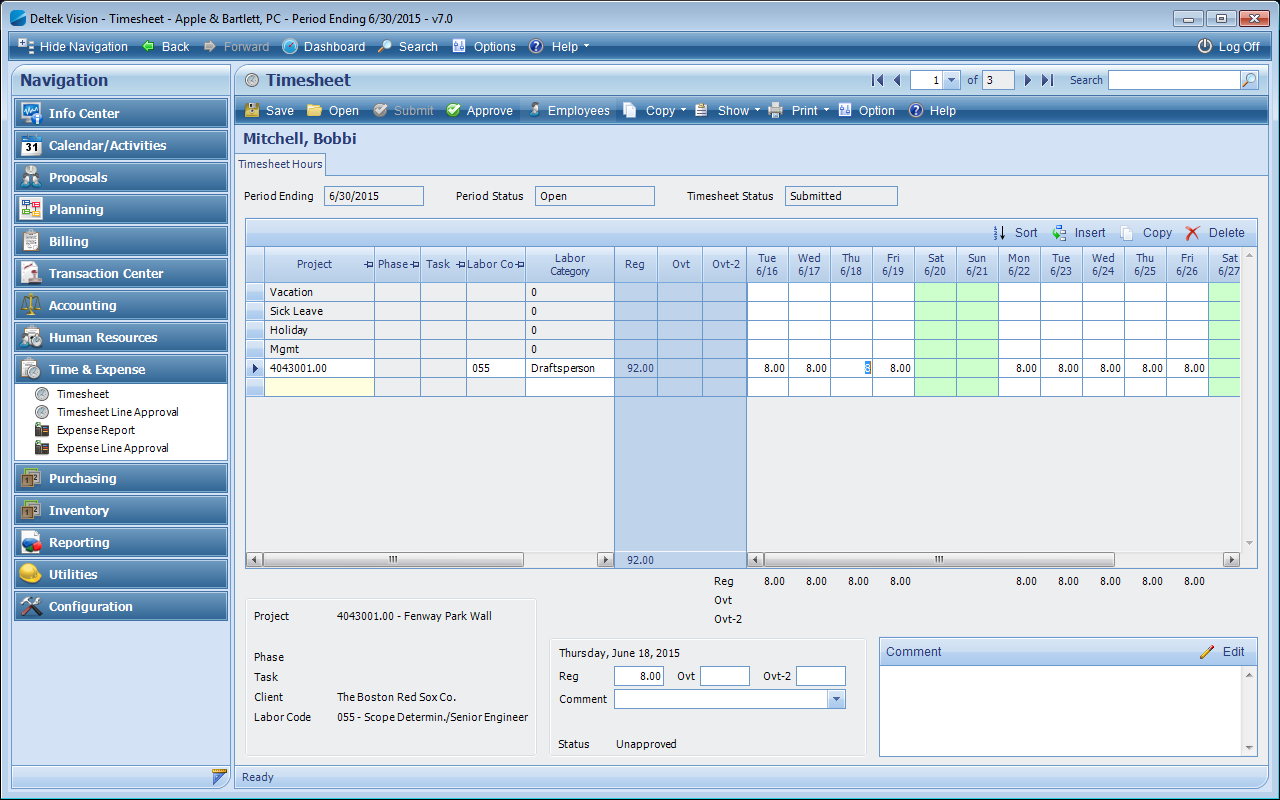 Deltek Vision - Timesheet - Apple & Bartlett, PC - Period Ending 6/30/2015 - v7.0
Hide Navigation Back Forward Dashboard Search Options Help Log Off
Navigation
Info Center
31 Calendar/Activities
Proposals
Planning
Billing
Transaction Center
Accounting
Human Resources
Time & Expense
Timesheet
Timesheet Line Approval
Expense Report
Expense Line Approval
Purchasing
Inventory
Reporting
Utilities
Configuration
Timesheet 1 of 3 Search
Save Open Submit Approve Employees Copy Show Print Option Help
Mitchell, Bobbi
Timesheet Hours
Period Ending 6/30/2015 Period Status Open Timesheet Status Submitted
Sort Insert Copy Delete
Project Phase Task Labor Co Labor Category Reg Ovt Ovt-2 Tue 6/16 Wed 6/17 Thu 6/18 Fri 6/19 Sat 6/20 Sun 6/21 Mon 6/22 Tue 6/23 Wed 6/24 Thu 6/25 Fri 6/26 Sat 6/27
Vacation 0
Sick Leave 0
Holiday 0
Mgmt 0
4043001.00 055 Draftsperson 92.00 8.00 8.00 8 8.00 8.00 8.00 8.00 8.00 8.00
92.00
Reg 8.00 8.00 8.00 8.00 8.00 8.00 8.00 8.00 8.00
Ovt
Ovt-2
Project 4043001.00 - Fenway Park Wall
Phase
Task
Client The Boston Red Sox Co.
Labor Code 055 - Scope Determin./Senior Engineer
Thursday, June 18, 2015
Reg 8.00 Ovt Ovt-2
Comment
Status Unapproved
Comment Edit
Ready